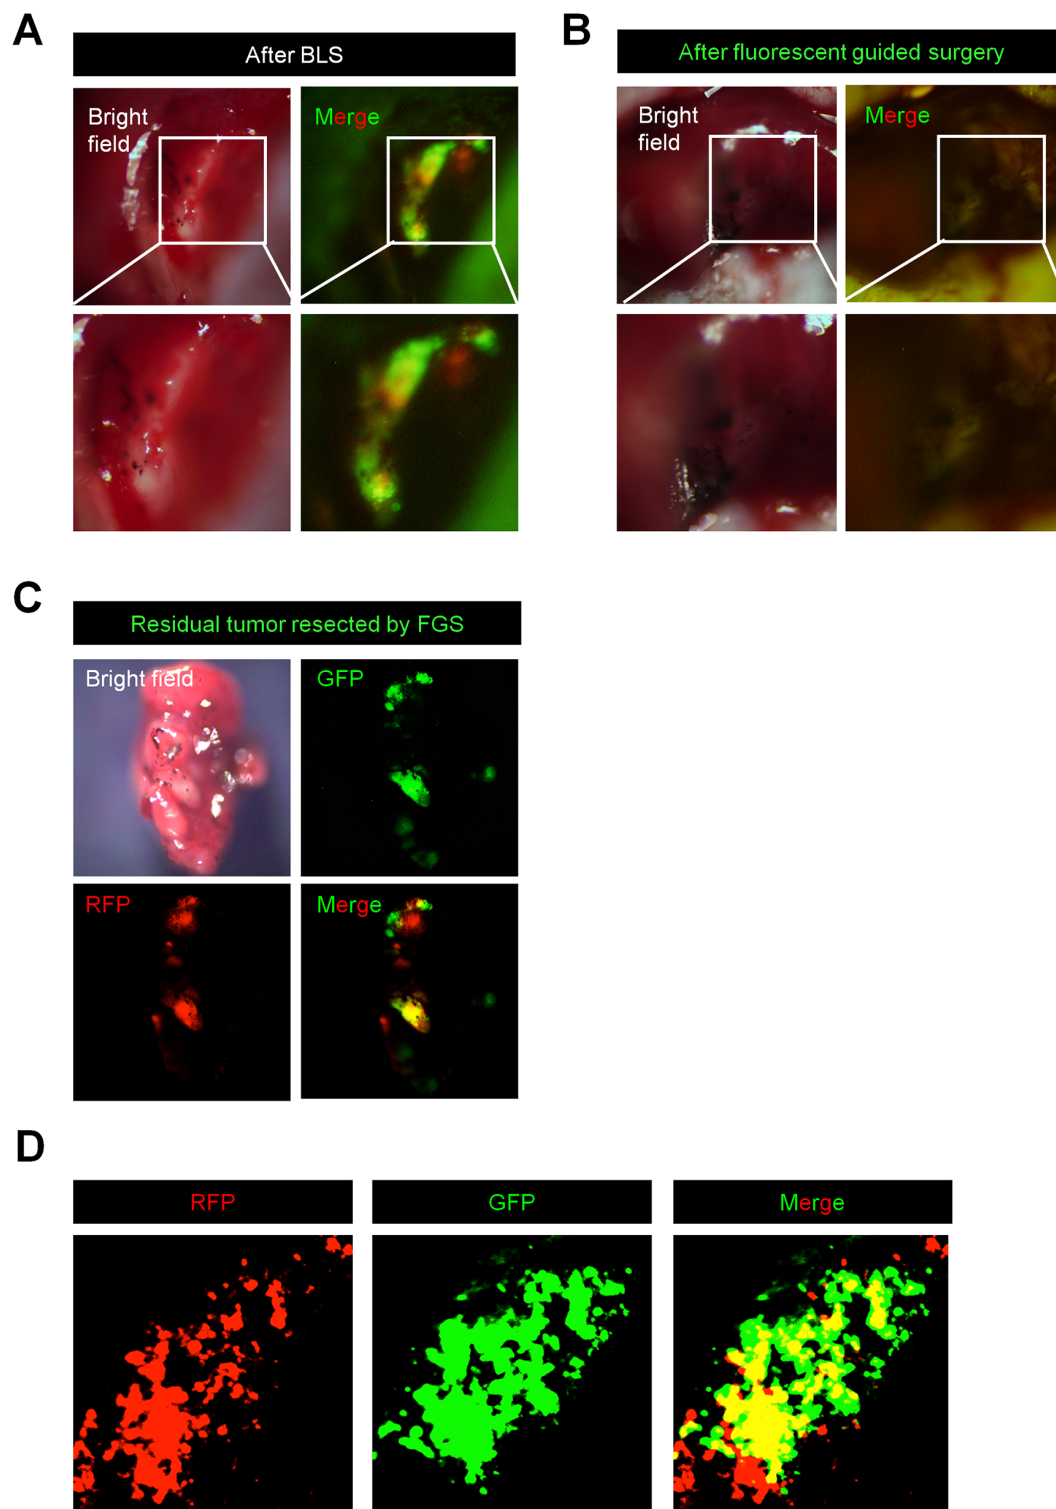 A
After BLS
Bright
field
Merge
B
After fluorescent guided surgery
Bright
field
Merge
C
Residual tumor resected by FGS
Bright field
GFP
RFP
Merge
D
RFP
GFP
Merge